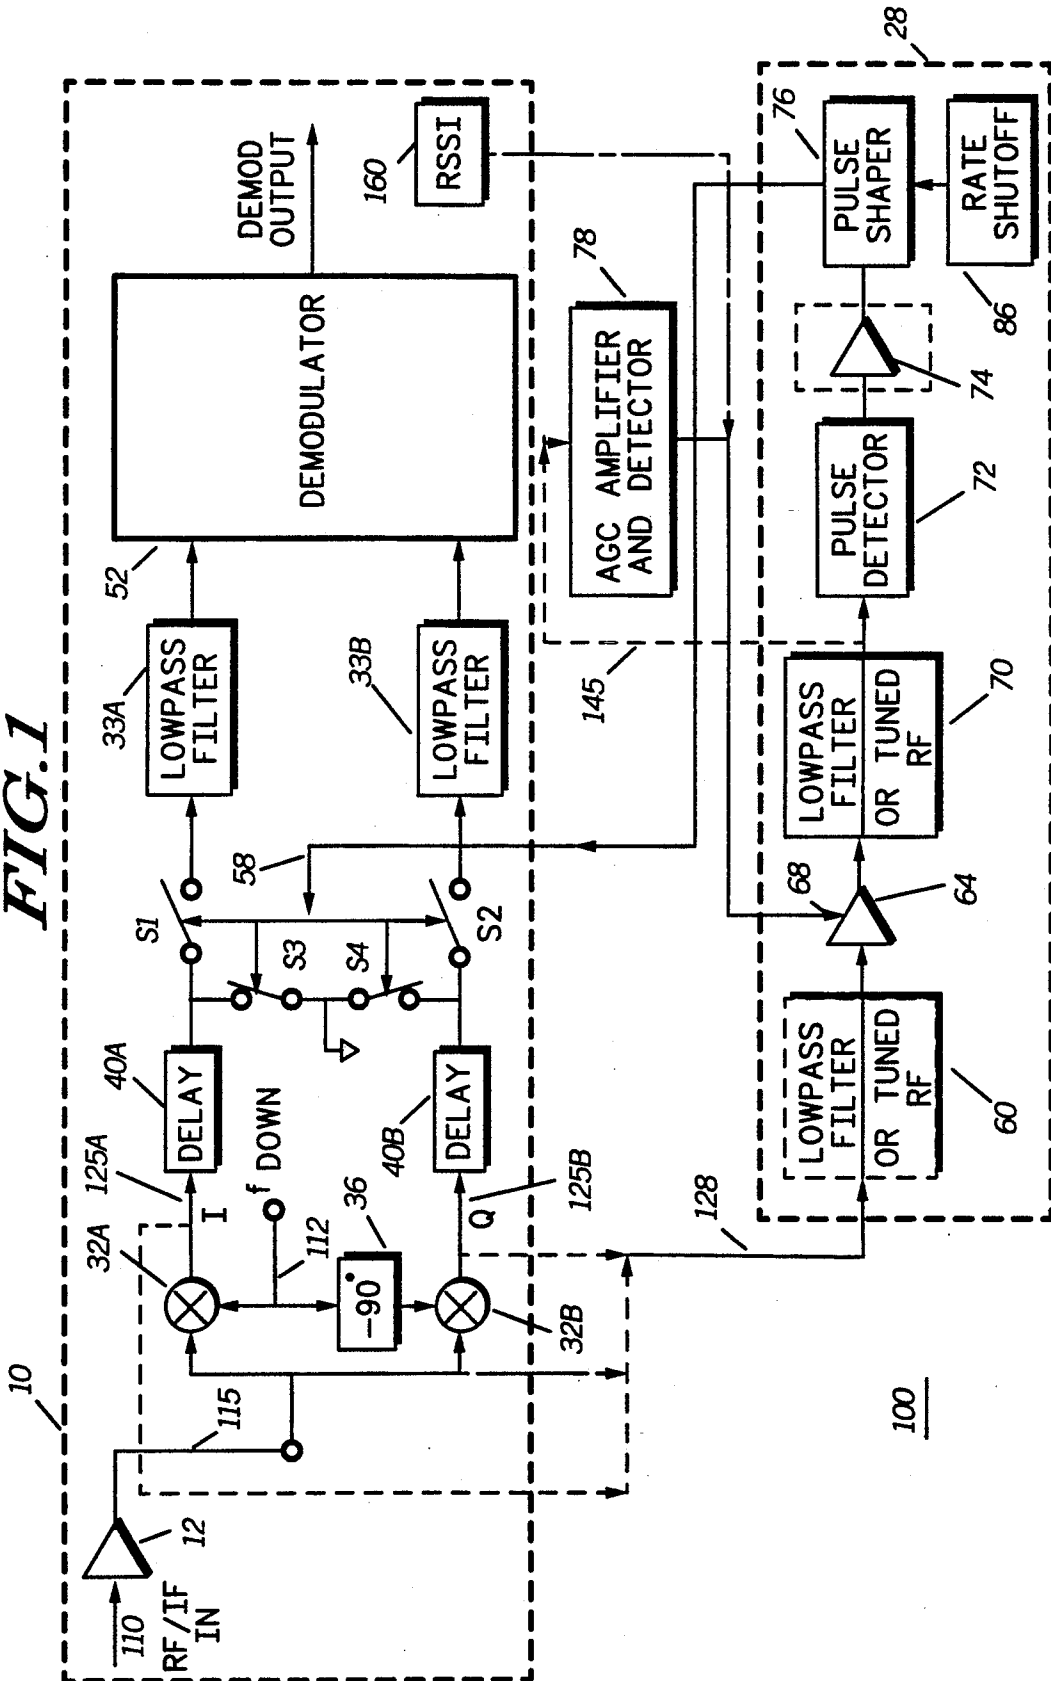 FIG.1
10
110
RF/IF
IN
12
115
32A
125A
I
40A
DELAY
S1
33A
LOWPASS
FILTER
52
DEMODULATOR
DEMOD
OUTPUT
160
RSSI
112
f DOWN
36
-90°
32B
Q
125B
40B
DELAY
S3
S4
58
S2
33B
LOWPASS
FILTER
78
AGC AMPLIFIER
AND DETECTOR
145
128
100
28
LOWPASS
FILTER
OR TUNED
RF
60
68
64
LOWPASS
FILTER
OR TUNED
RF
70
PULSE
DETECTOR
72
74
76
PULSE
SHAPER
RATE
SHUTOFF
86